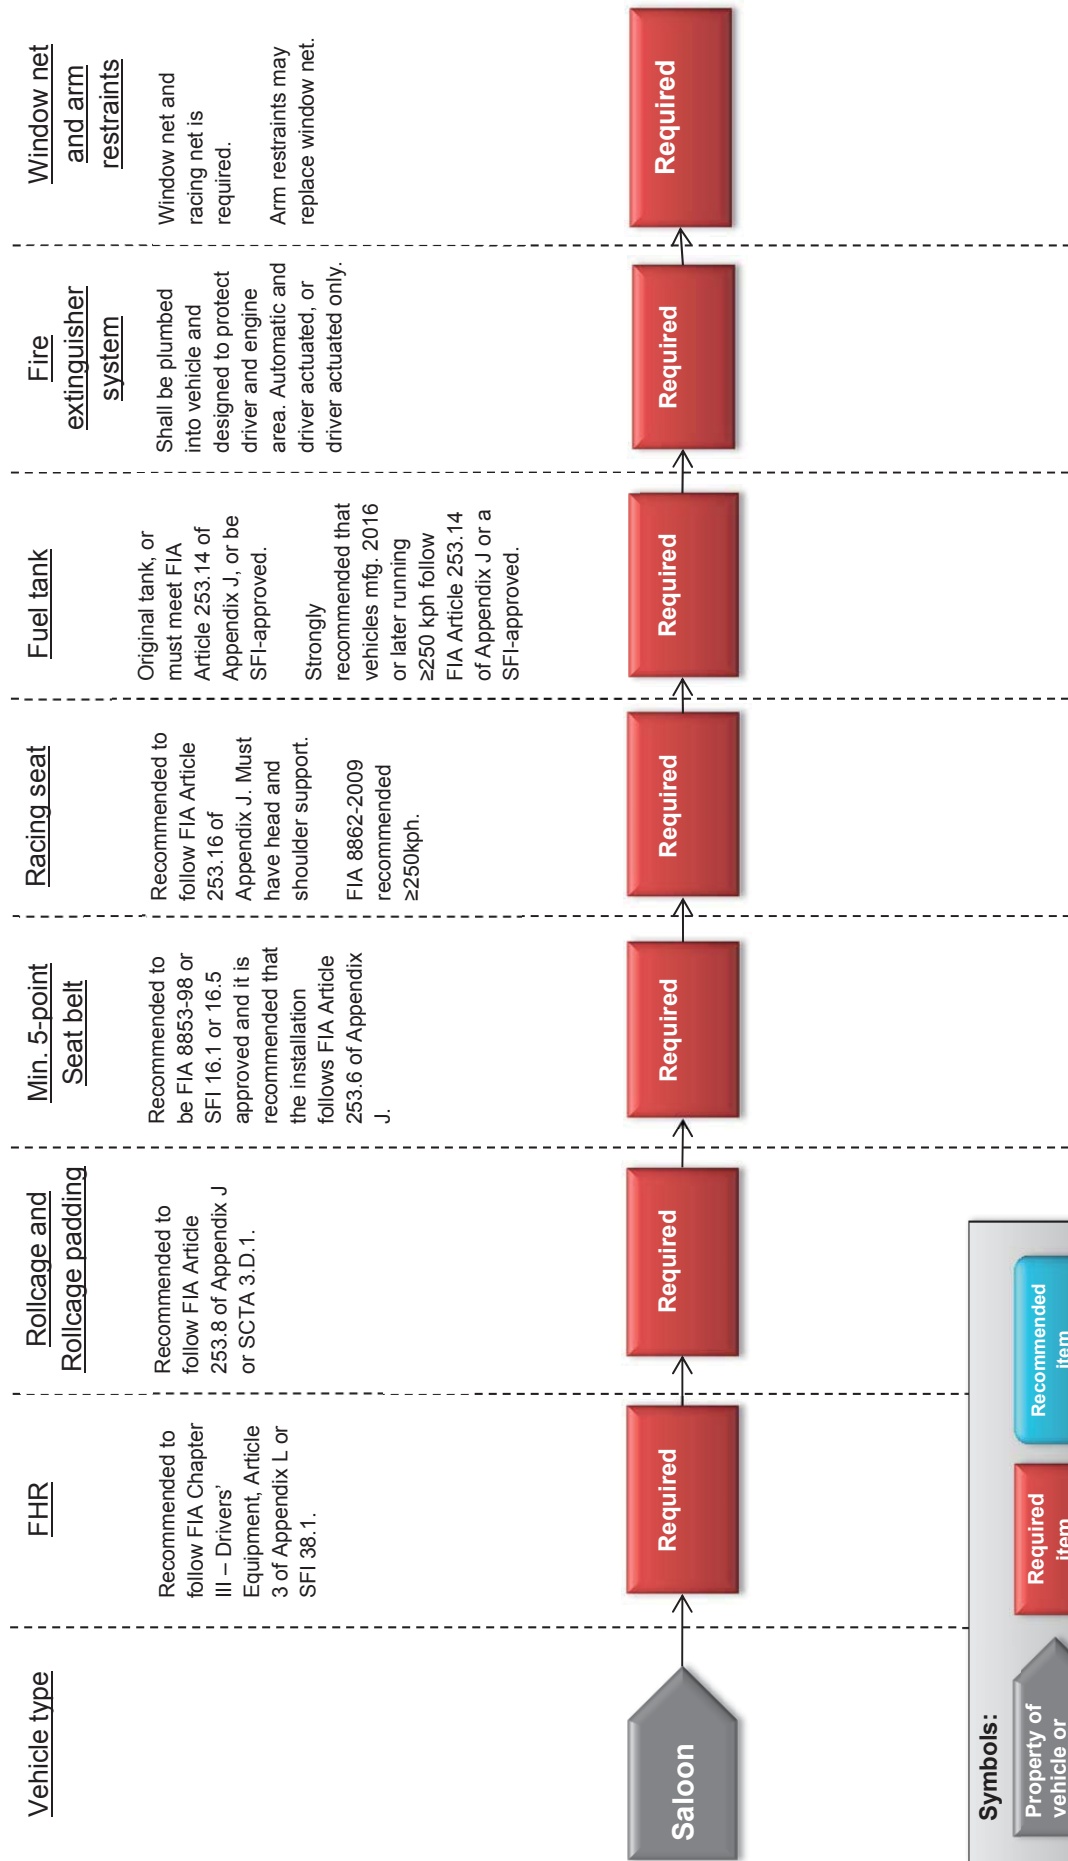 Vehicle type
FHR
Recommended to
follow FIA Chapter
III – Drivers’
Equipment, Article
3 of Appendix L or
SFI 38.1.
Rollcage and
Rollcage padding
Recommended to
follow FIA Article
253.8 of Appendix J
or SCTA 3.D.1.
Min. 5-point
Seat belt
Recommended to
be FIA 8853-98 or
SFI 16.1 or 16.5
approved and it is
recommended that
the installation
follows FIA Article
253.6 of Appendix
J.
Racing seat
Recommended to
follow FIA Article
253.16 of
Appendix J. Must
have head and
shoulder support.
FIA 8862-2009
recommended
≥250kph.
Fuel tank
Original tank, or
must meet FIA
Article 253.14 of
Appendix J, or be
SFI-approved.
Strongly
recommended that
vehicles mfg. 2016
or later running
≥250 kph follow
FIA Article 253.14
of Appendix J or a
SFI-approved.
Fire
extinguisher
system
Shall be plumbed
into vehicle and
designed to protect
driver and engine
area. Automatic and
driver actuated, or
driver actuated only.
Window net
and arm
restraints
Window net and
racing net is
required.
Arm restraints may
replace window net.
Saloon
Required
Required
Required
Required
Required
Required
Required
Symbols:
Property of
vehicle or
Required
item
Recommended
item